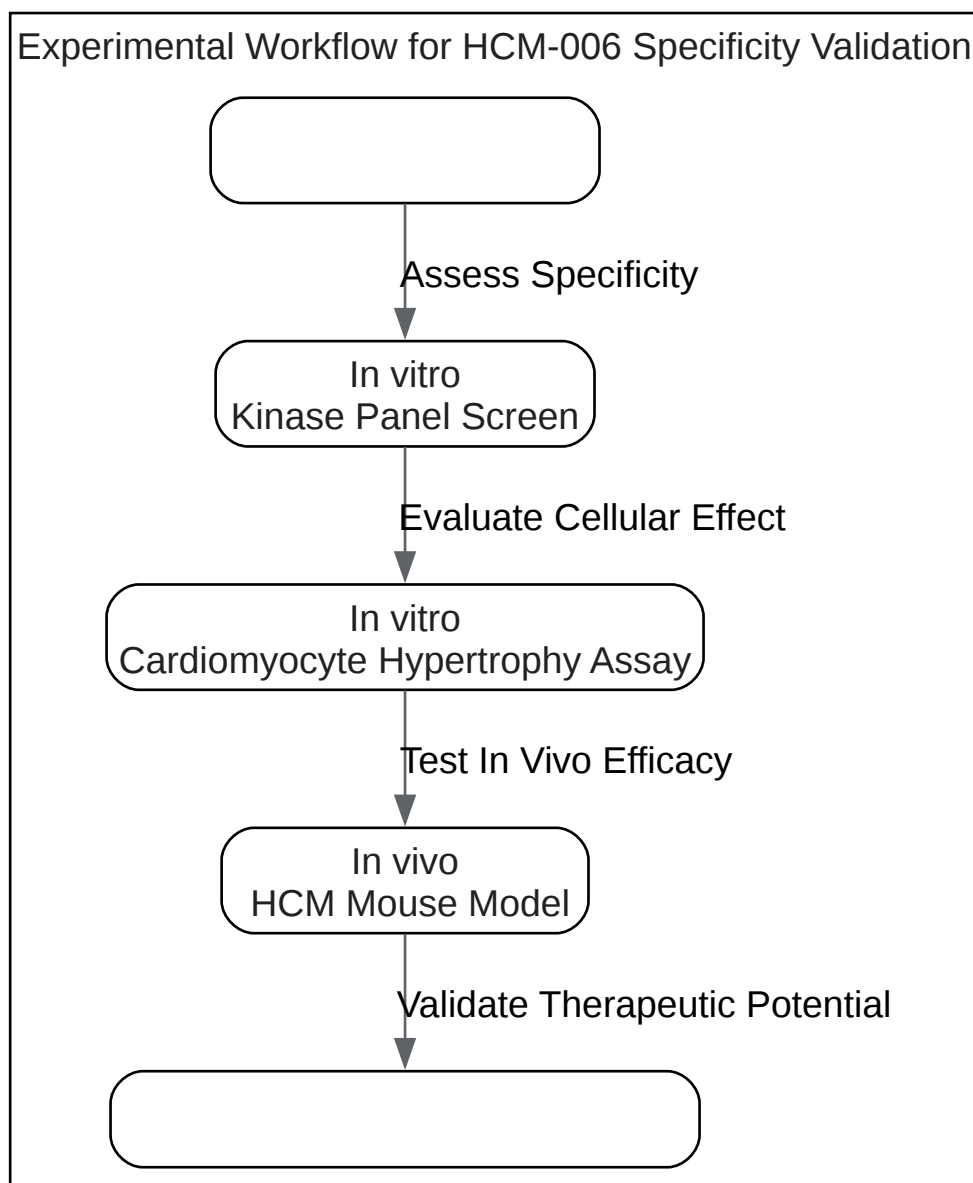 Experimental Workflow for HCM-006 Specificity Validation
Assess Specificity
In vitro
Kinase Panel Screen
Evaluate Cellular Effect
In vitro
Cardiomyocyte Hypertrophy Assay
Test In Vivo Efficacy
In vivo
HCM Mouse Model
Validate Therapeutic Potential